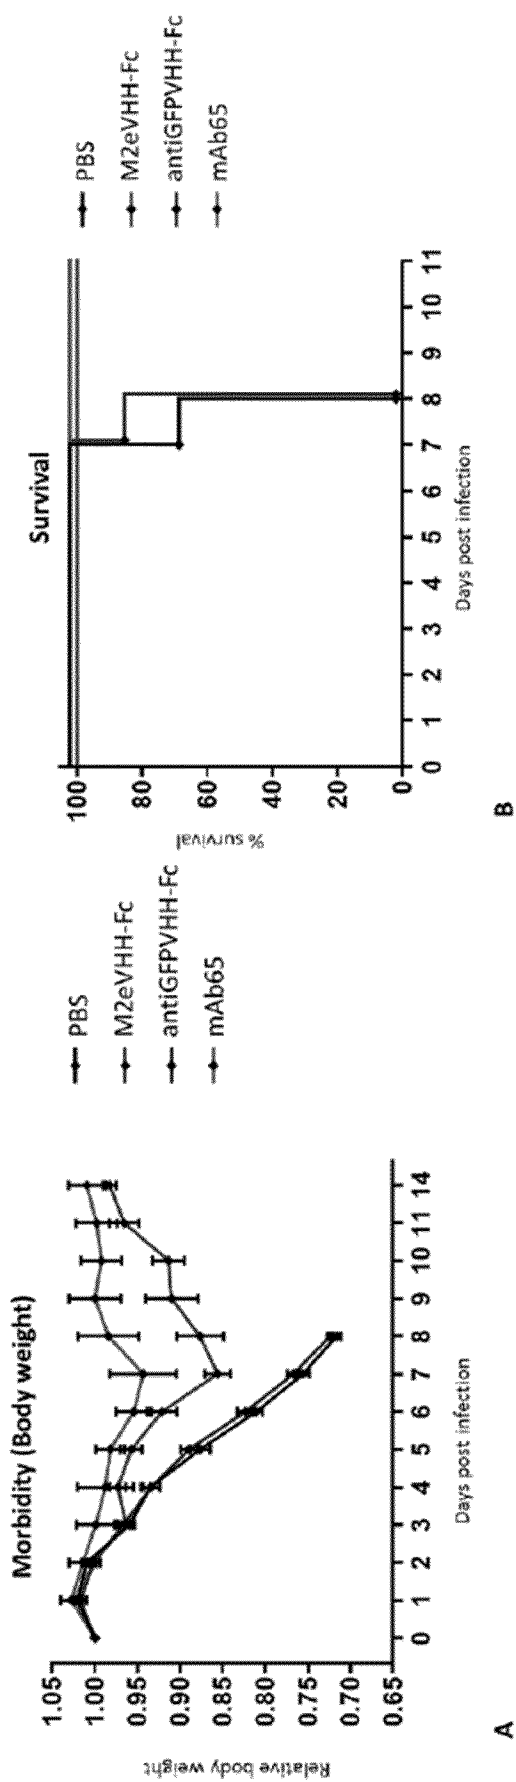 Morbidity (Body weight)
Relative body weight
1.05
1.00
0.95
0.90
0.85
0.80
0.75
0.70
0.65
0 1 2 3 4 5 6 7 8 9 10 11 14
Days post infection
PBS
M2eVHH-Fc
antiGFPVHH-Fc
mAb65
A
Survival
% survival
100
80
60
40
20
0
0 1 2 3 4 5 6 7 8 9 10 11
Days post infection
PBS
M2eVHH-Fc
antiGFPVHH-Fc
mAb65
B